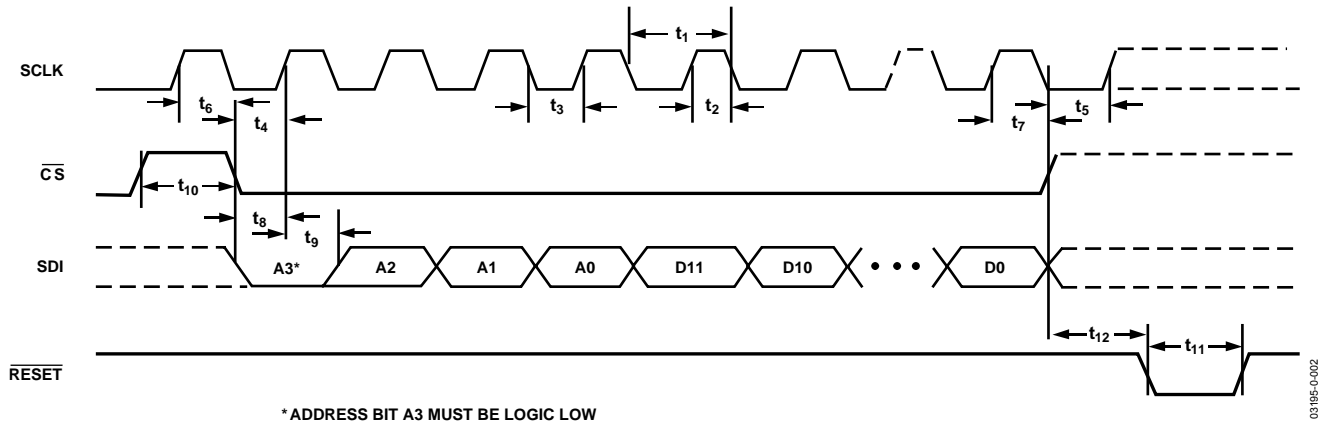 t1
SCLK
t6
t3
t2
t5
t4
t7
CS
t10
t8
t9
SDI
A3*
A2
A1
A0
D11
D10
• • •
D0
t12
t11
RESET
*ADDRESS BIT A3 MUST BE LOGIC LOW
03195-0-002